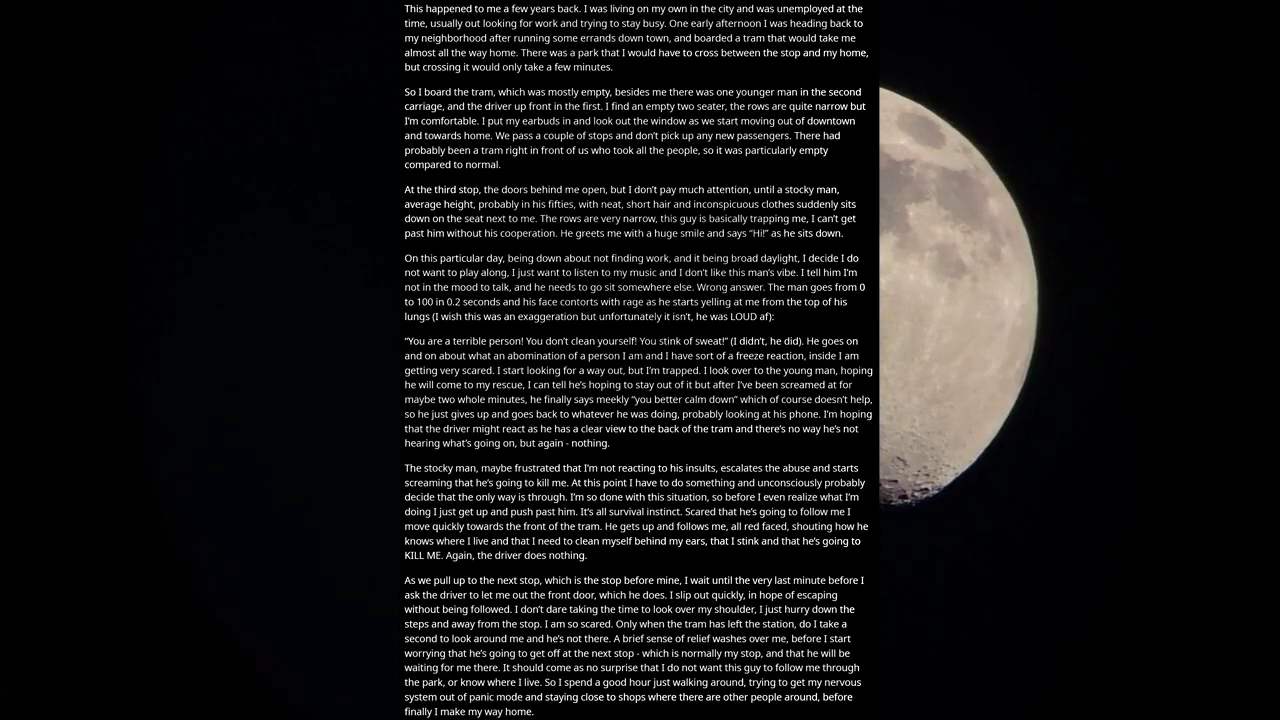 This happened to me a few years back. I was living on my own in the city and was unemployed at the
time, usually out looking for work and trying to stay busy. One early afternoon I was heading back to
my neighborhood after running some errands down town, and boarded a tram that would take me
almost all the way home. There was a park that I would have to cross between the stop and my home,
but crossing it would only take a few minutes.
So I board the tram, which was mostly empty, besides me there was one younger man in the second
carriage, and the driver up front in the first. I find an empty two seater, the rows are quite narrow but
I'm comfortable. I put my earbuds in and look out the window as we start moving out of downtown
and towards home. We pass a couple of stops and don't pick up any new passengers. There had
probably been a tram right in front of us who took all the people, so it was particularly empty
compared to normal.
At the third stop, the doors behind me open, but I don't pay much attention, until a stocky man,
average height, probably in his fifties, with neat, short hair and inconspicuous clothes suddenly sits
down on the seat next to me. The rows are very narrow, this guy is basically trapping me, I can't get
past him without his cooperation. He greets me with a huge smile and says “Hi!” as he sits down.
On this particular day, being down about not finding work, and it being broad daylight, I decide I do
not want to play along, I just want to listen to my music and I don't like this man's vibe. I tell him I'm
not in the mood to talk, and he needs to go sit somewhere else. Wrong answer. The man goes from 0
to 100 in 0.2 seconds and his face contorts with rage as he starts yelling at me from the top of his
lungs (I wish this was an exaggeration but unfortunately it isn't, he was LOUD af):
“You are a terrible person! You don't clean yourself! You stink of sweat!” (I didn't, he did). He goes on
and on about what an abomination of a person I am and I have sort of a freeze reaction, inside I am
getting very scared. I start looking for a way out, but I'm trapped. I look over to the young man, hoping
he will come to my rescue, I can tell he's hoping to stay out of it but after I've been screamed at for
maybe two whole minutes, he finally says meekly “you better calm down” which of course doesn't help,
so he just gives up and goes back to whatever he was doing, probably looking at his phone. I'm hoping
that the driver might react as he has a clear view to the back of the tram and there's no way he's not
hearing what's going on, but again - nothing.
The stocky man, maybe frustrated that I'm not reacting to his insults, escalates the abuse and starts
screaming that he's going to kill me. At this point I have to do something and unconsciously probably
decide that the only way is through. I'm so done with this situation, so before I even realize what I'm
doing I just get up and push past him. It's all survival instinct. Scared that he's going to follow me I
move quickly towards the front of the tram. He gets up and follows me, all red faced, shouting how he
knows where I live and that I need to clean myself behind my ears, that I stink and that he's going to
KILL ME. Again, the driver does nothing.
As we pull up to the next stop, which is the stop before mine, I wait until the very last minute before I
ask the driver to let me out the front door, which he does. I slip out quickly, in hope of escaping
without being followed. I don't dare taking the time to look over my shoulder, I just hurry down the
steps and away from the stop. I am so scared. Only when the tram has left the station, do I take a
second to look around me and he's not there. A brief sense of relief washes over me, before I start
worrying that he's going to get off at the next stop - which is normally my stop, and that he will be
waiting for me there. It should come as no surprise that I do not want this guy to follow me through
the park, or know where I live. So I spend a good hour just walking around, trying to get my nervous
system out of panic mode and staying close to shops where there are other people around, before
finally I make my way home.